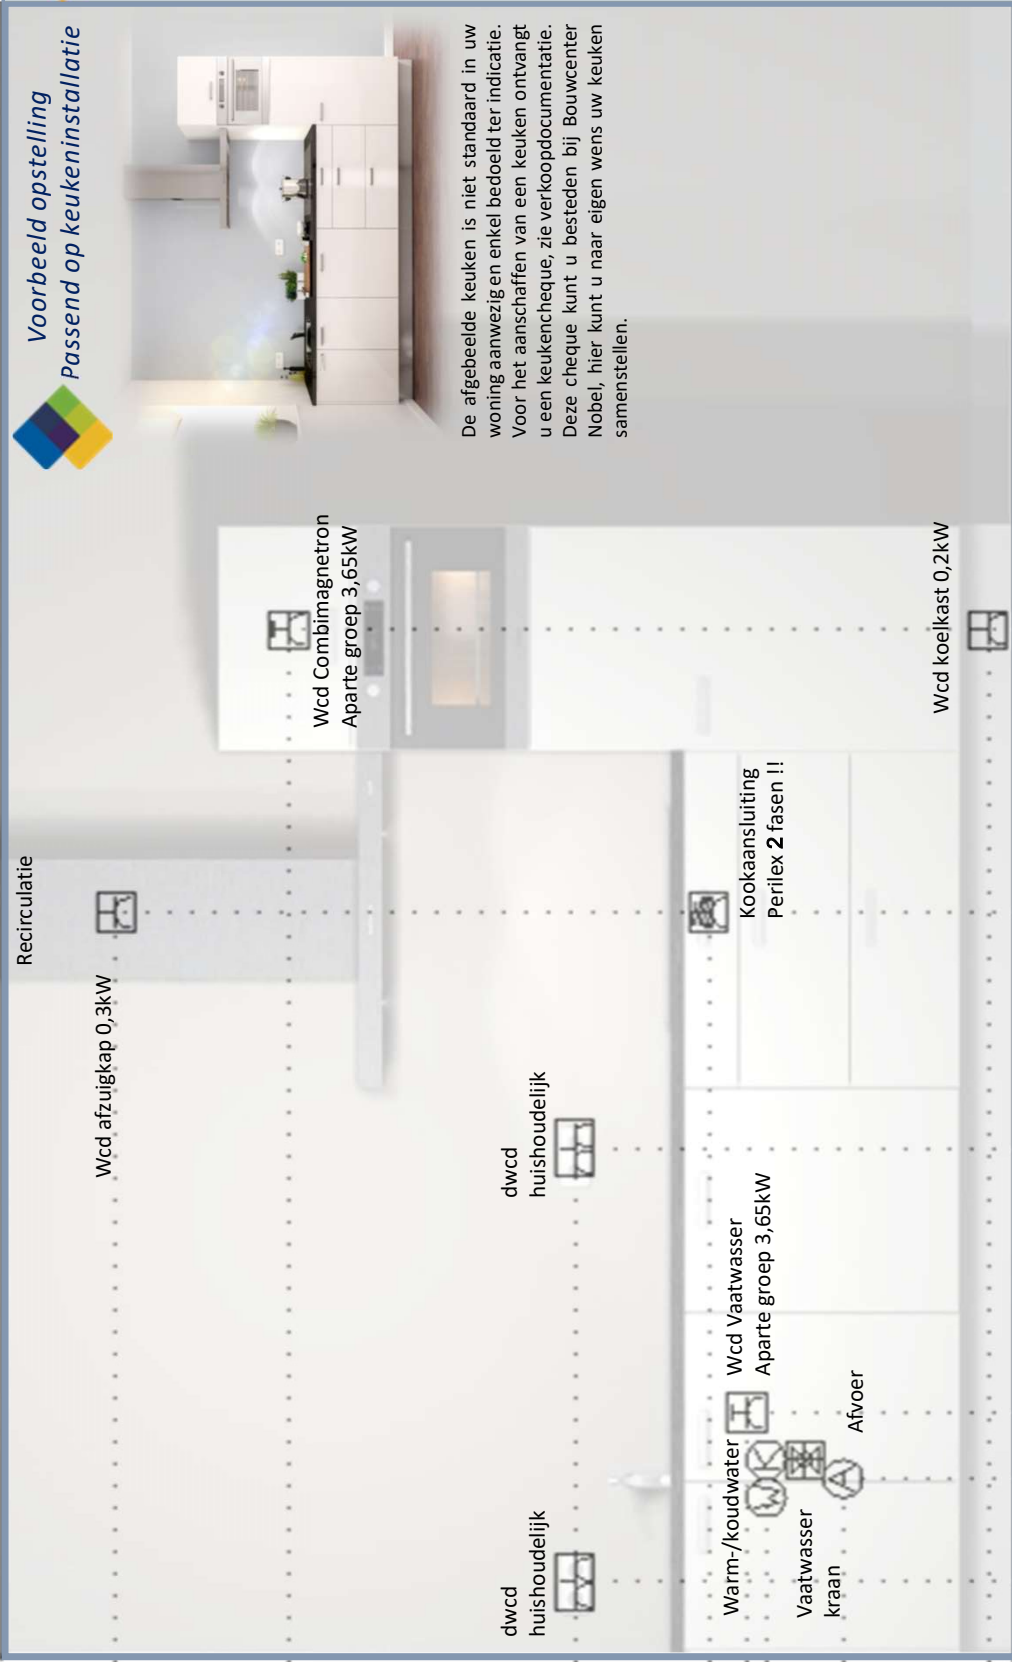 Voorbeeld opstelling
Passend op keukeninstallatie
De afgebeelde keuken is niet standaard in uw
woning aanwezig en enkel bedoeld ter indicatie.
Voor het aanschaffen van een keuken ontvangt
u een keukencheque, zie verkoopdocumentatie.
Deze cheque kunt u besteden bij Bouwcenter
Nobel, hier kunt u naar eigen wens uw keuken
samenstellen.
Recirculatie
Wcd afzuigkap 0,3kW
Wcd Combimagnetron
Aparte groep 3,65kW
dwcd
huishoudelijk
dwcd
huishoudelijk
Kookaansluiting
Perilex 2 fasen !!
Wcd Vaatwasser
Aparte groep 3,65kW
Warm-/koudwater
W
K
Vaatwasser
kraan
A
Afvoer
Wcd koelkast 0,2kW